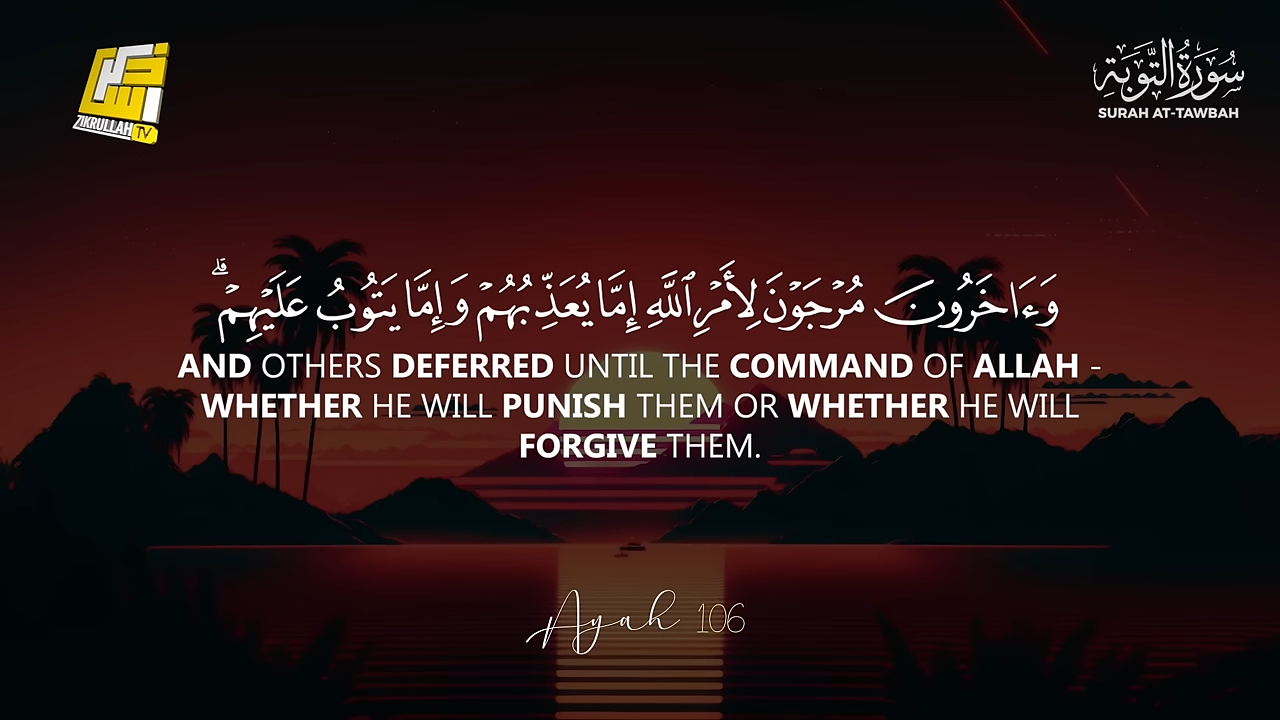 ZIKRULLAH TV
سُورَةُ التَّوْبَة
SURAH AT-TAWBAH
وَءَاخَرُونَ مُرْجَوْنَ لِأَمْرِ ٱللَّهِ إِمَّا يُعَذِّبُهُمْ وَإِمَّا يَتُوبُ عَلَيْهِمْ ۗ
AND OTHERS DEFERRED UNTIL THE COMMAND OF ALLAH -
WHETHER HE WILL PUNISH THEM OR WHETHER HE WILL
FORGIVE THEM.
Ayah 106